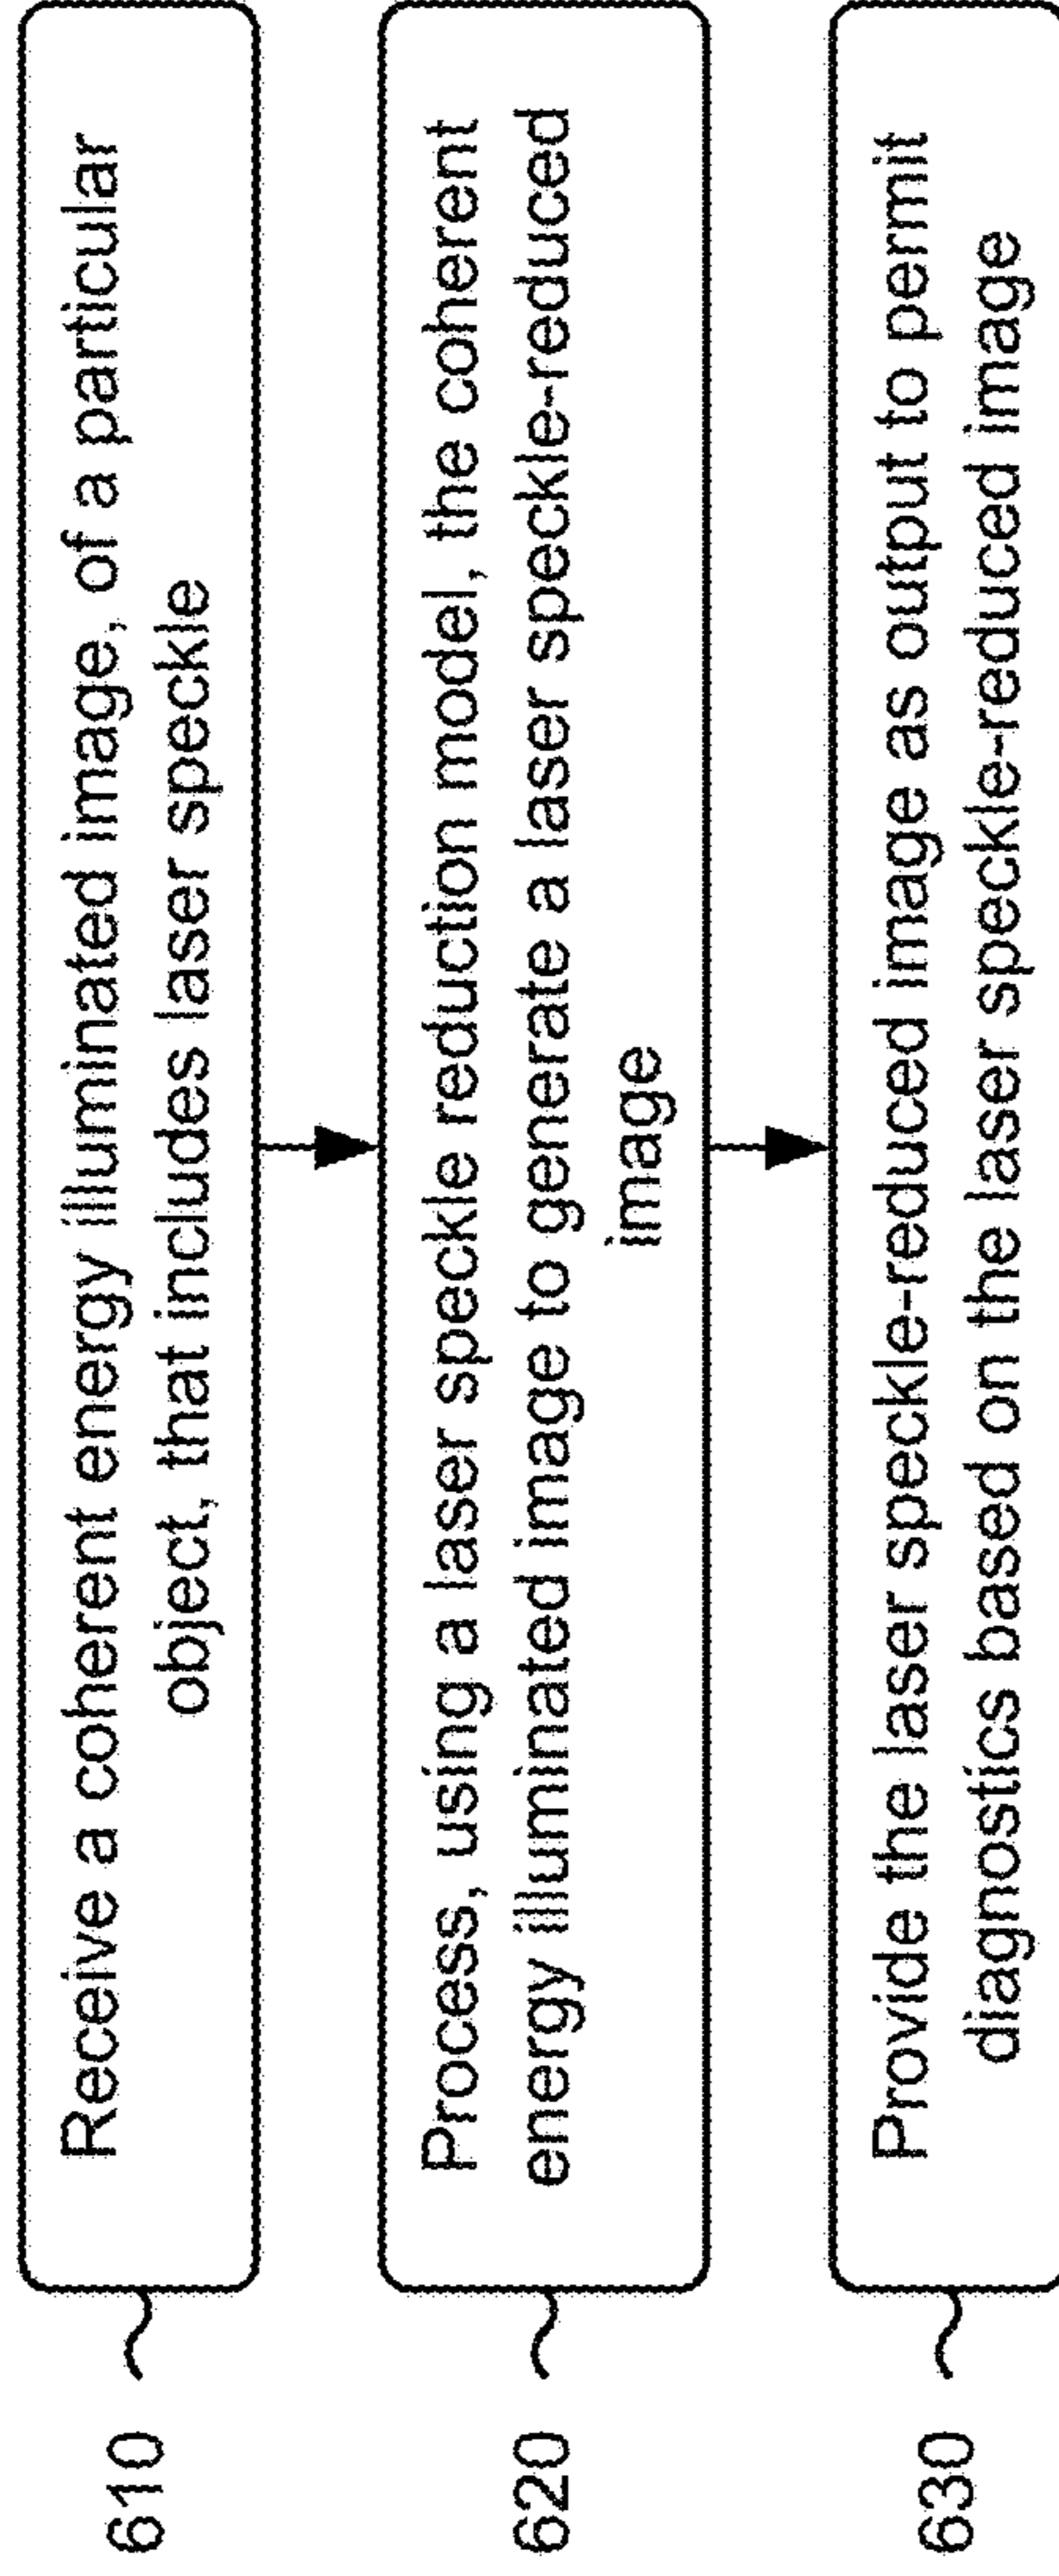 610
Receive a coherent energy illuminated image, of a particular
object, that includes laser speckle
620
Process, using a laser speckle reduction model, the coherent
energy illuminated image to generate a laser speckle-reduced
image
630
Provide the laser speckle-reduced image as output to permit
diagnostics based on the laser speckle-reduced image